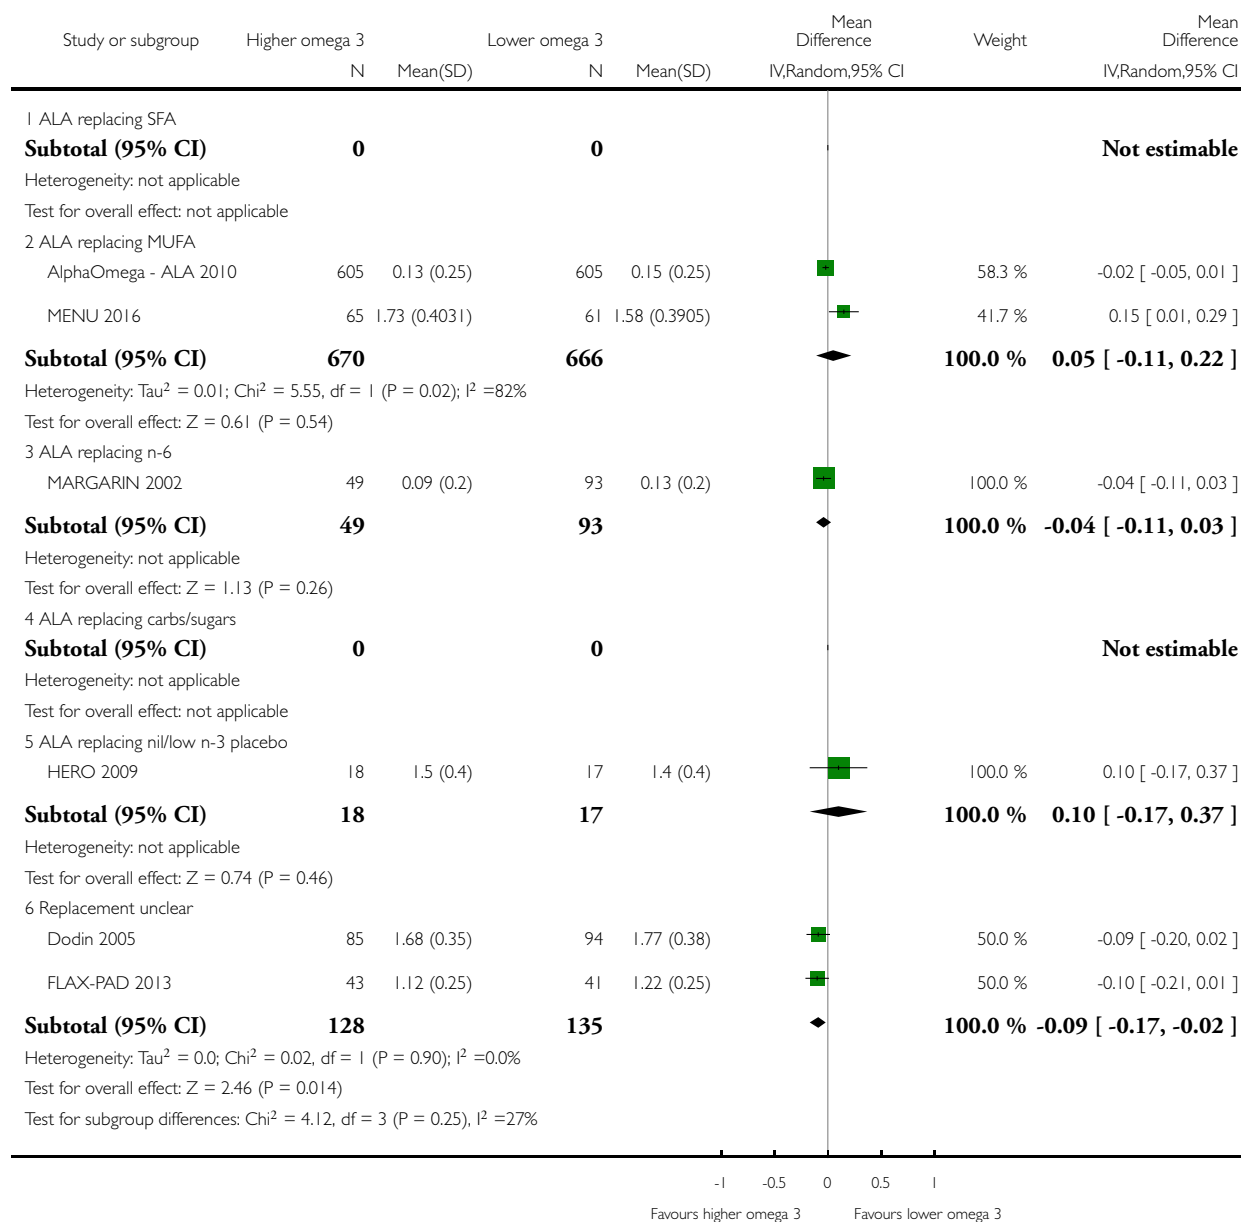 Study or subgroup Higher omega 3 Lower omega 3 Mean Difference Weight Mean Difference
N Mean(SD) N Mean(SD) IV,Random,95% CI IV,Random,95% CI
1 ALA replacing SFA
Subtotal (95% CI) 0 0 Not estimable
Heterogeneity: not applicable
Test for overall effect: not applicable
2 ALA replacing MUFA
AlphaOmega - ALA 2010 605 0.13 (0.25) 605 0.15 (0.25) 58.3 % -0.02 [ -0.05, 0.01 ]
MENU 2016 65 1.73 (0.4031) 61 1.58 (0.3905) 41.7 % 0.15 [ 0.01, 0.29 ]
Subtotal (95% CI) 670 666 100.0 % 0.05 [ -0.11, 0.22 ]
Heterogeneity: Tau² = 0.01; Chi² = 5.55, df = 1 (P = 0.02); I² =82%
Test for overall effect: Z = 0.61 (P = 0.54)
3 ALA replacing n-6
MARGARIN 2002 49 0.09 (0.2) 93 0.13 (0.2) 100.0 % -0.04 [ -0.11, 0.03 ]
Subtotal (95% CI) 49 93 100.0 % -0.04 [ -0.11, 0.03 ]
Heterogeneity: not applicable
Test for overall effect: Z = 1.13 (P = 0.26)
4 ALA replacing carbs/sugars
Subtotal (95% CI) 0 0 Not estimable
Heterogeneity: not applicable
Test for overall effect: not applicable
5 ALA replacing nil/low n-3 placebo
HERO 2009 18 1.5 (0.4) 17 1.4 (0.4) 100.0 % 0.10 [ -0.17, 0.37 ]
Subtotal (95% CI) 18 17 100.0 % 0.10 [ -0.17, 0.37 ]
Heterogeneity: not applicable
Test for overall effect: Z = 0.74 (P = 0.46)
6 Replacement unclear
Dodin 2005 85 1.68 (0.35) 94 1.77 (0.38) 50.0 % -0.09 [ -0.20, 0.02 ]
FLAX-PAD 2013 43 1.12 (0.25) 41 1.22 (0.25) 50.0 % -0.10 [ -0.21, 0.01 ]
Subtotal (95% CI) 128 135 100.0 % -0.09 [ -0.17, -0.02 ]
Heterogeneity: Tau² = 0.0; Chi² = 0.02, df = 1 (P = 0.90); I² =0.0%
Test for overall effect: Z = 2.46 (P = 0.014)
Test for subgroup differences: Chi² = 4.12, df = 3 (P = 0.25), I² =27%
-1 -0.5 0 0.5 1
Favours higher omega 3 Favours lower omega 3